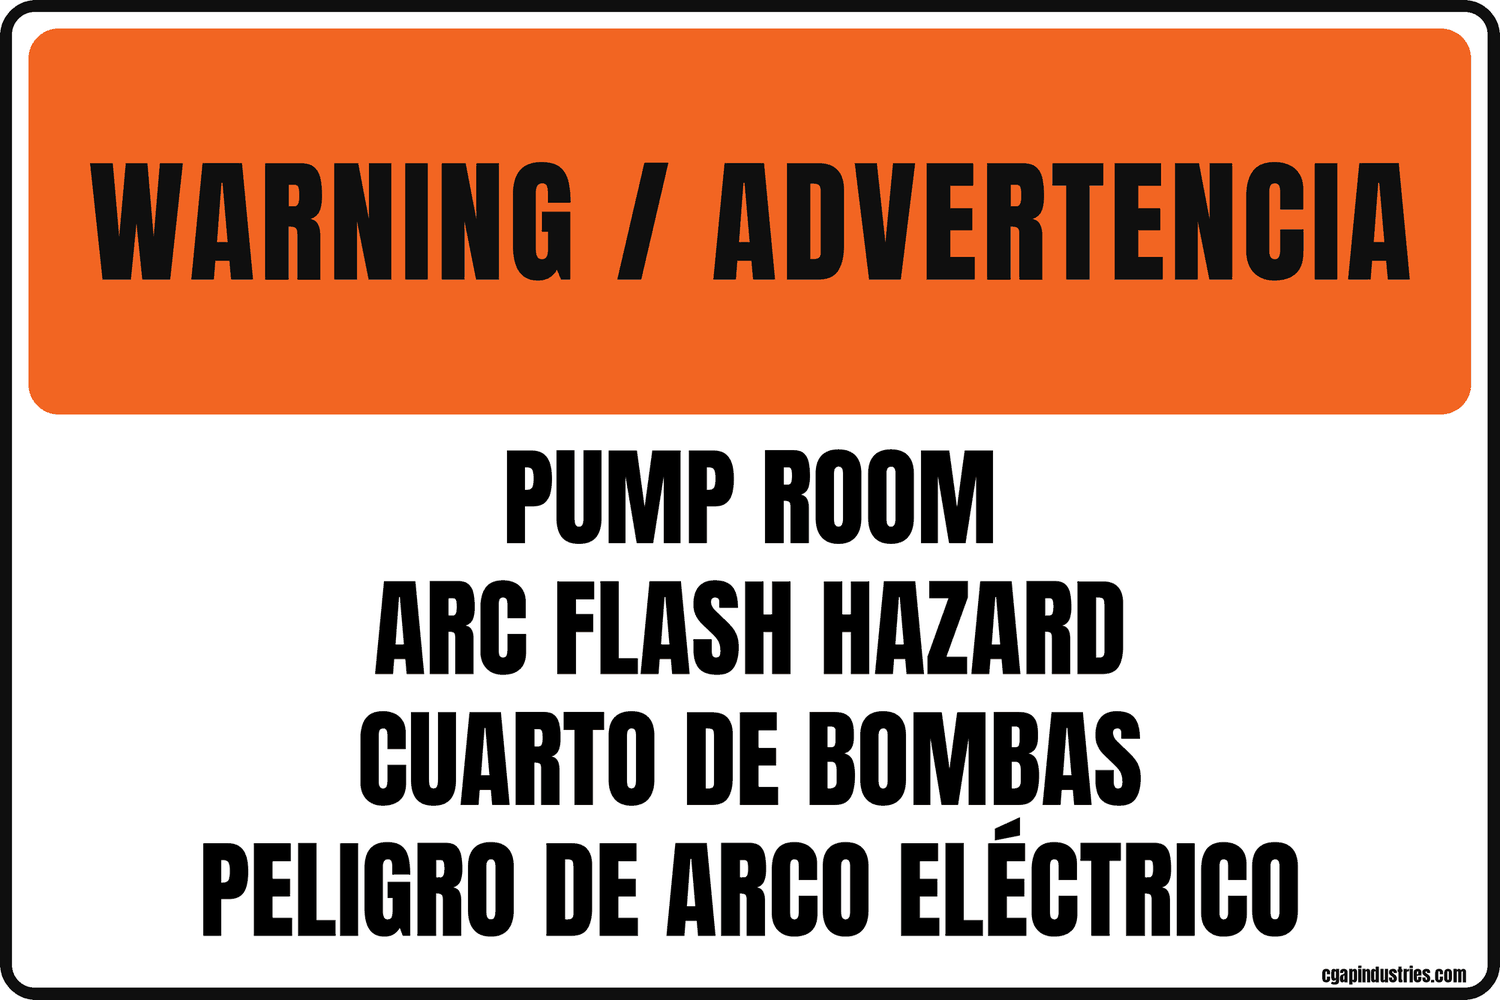 WARNING / ADVERTENCIA
PUMP ROOM
ARC FLASH HAZARD
CUARTO DE BOMBAS
PELIGRO DE ARCO ELÉCTRICO
cgapindustries.com